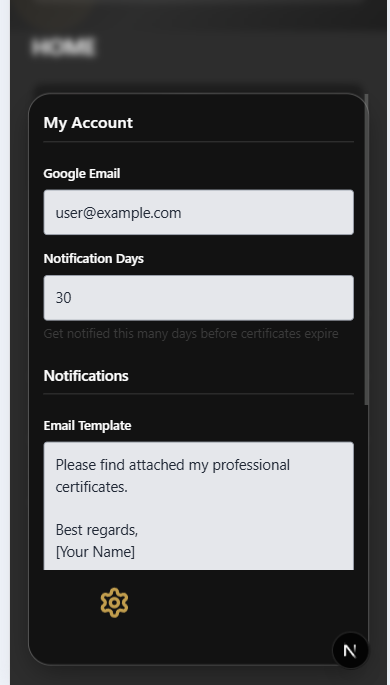 HOME
My Account
Google Email
user@example.com
Notification Days
30
Get notified this many days before certificates expire
Notifications
Email Template
Please find attached my professional
certificates.
Best regards,
[Your Name]
N